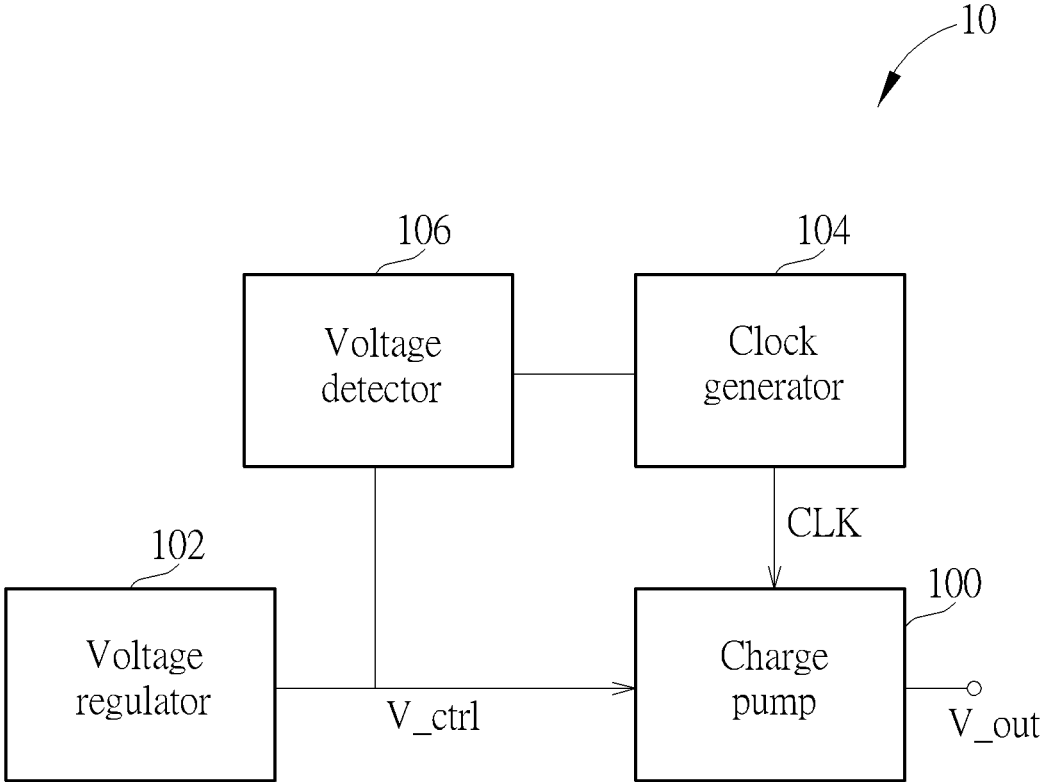 10
106
104
Voltage
detector
Clock
generator
CLK
102
100
Voltage
regulator
Charge
pump
V_ctrl
V_out